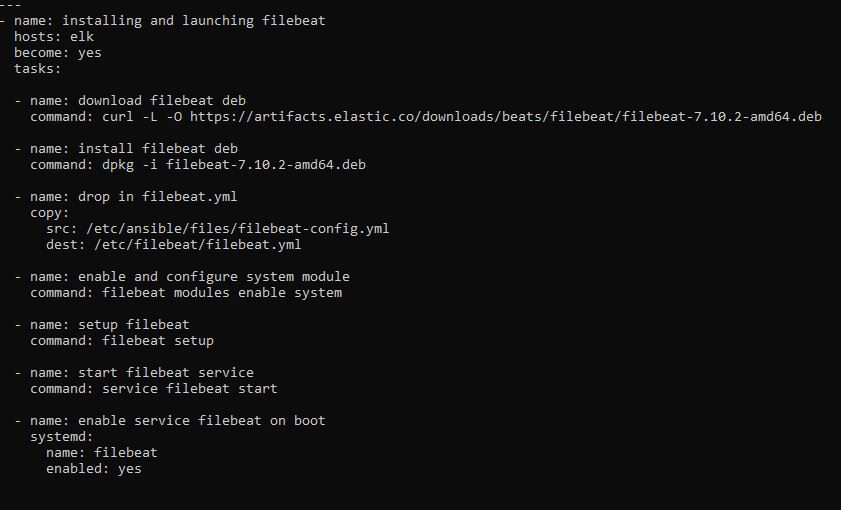 ---
- name: installing and launching filebeat
  hosts: elk
  become: yes
  tasks:
  - name: download filebeat deb
    command: curl -L -O https://artifacts.elastic.co/downloads/beats/filebeat/filebeat-7.10.2-amd64.deb
  - name: install filebeat deb
    command: dpkg -i filebeat-7.10.2-amd64.deb
  - name: drop in filebeat.yml
    copy:
      src: /etc/ansible/files/filebeat-config.yml
      dest: /etc/filebeat/filebeat.yml
  - name: enable and configure system module
    command: filebeat modules enable system
  - name: setup filebeat
    command: filebeat setup
  - name: start filebeat service
    command: service filebeat start
  - name: enable service filebeat on boot
    systemd:
      name: filebeat
      enabled: yes